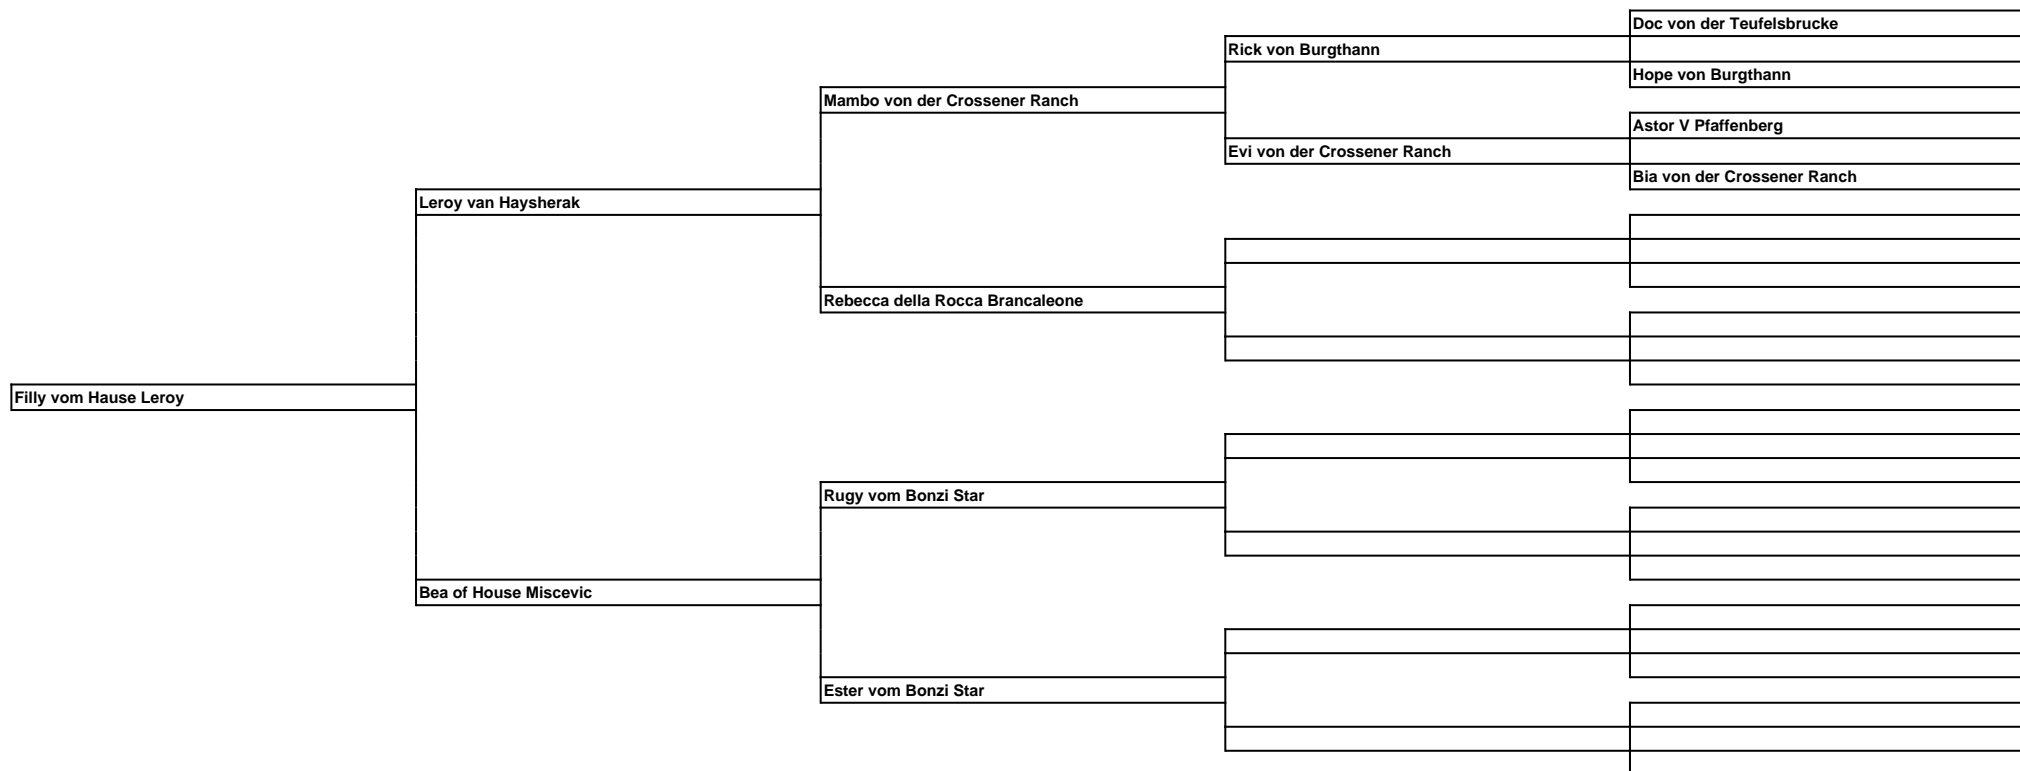 Doc von der Teufelsbrucke
Rick von Burgthann
Hope von Burgthann
Mambo von der Crossener Ranch
Astor V Pfaffenberg
Evi von der Crossener Ranch
Bia von der Crossener Ranch
Leroy van Haysherak
Rebecca della Rocca Brancaleone
Filly vom Hause Leroy
Rugy vom Bonzi Star
Bea of House Miscevic
Ester vom Bonzi Star